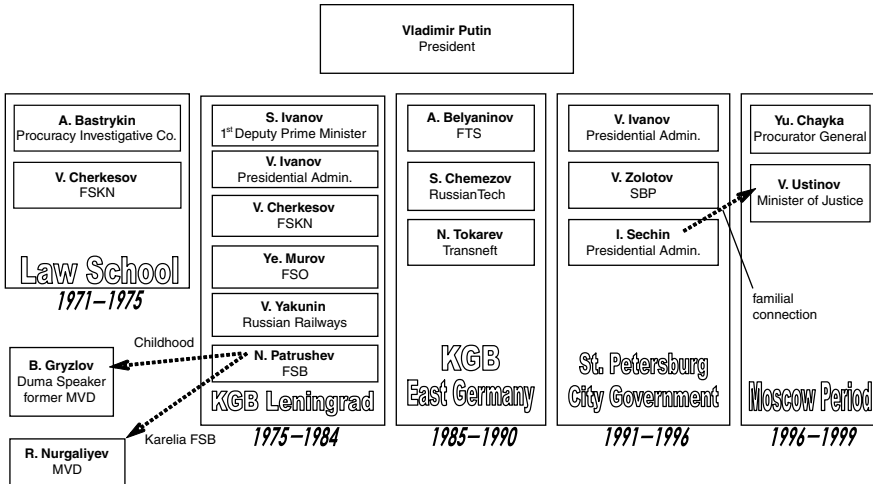 Vladimir Putin
President
A. Bastrykin
Procuracy Investigative Co.
V. Cherkesov
FSKN
Law School
1971–1975
S. Ivanov
1st Deputy Prime Minister
V. Ivanov
Presidential Admin.
V. Cherkesov
FSKN
Ye. Murov
FSO
V. Yakunin
Russian Railways
N. Patrushev
FSB
KGB Leningrad
1975–1984
A. Belyaninov
FTS
S. Chemezov
RussianTech
N. Tokarev
Transneft
KGB
East Germany
1985–1990
V. Ivanov
Presidential Admin.
V. Zolotov
SBP
I. Sechin
Presidential Admin.
St. Petersburg
City Government
1991–1996
Yu. Chayka
Procurator General
V. Ustinov
Minister of Justice
familial
connection
Moscow Period
1996–1999
Childhood
B. Gryzlov
Duma Speaker
former MVD
Karelia FSB
R. Nurgaliyev
MVD